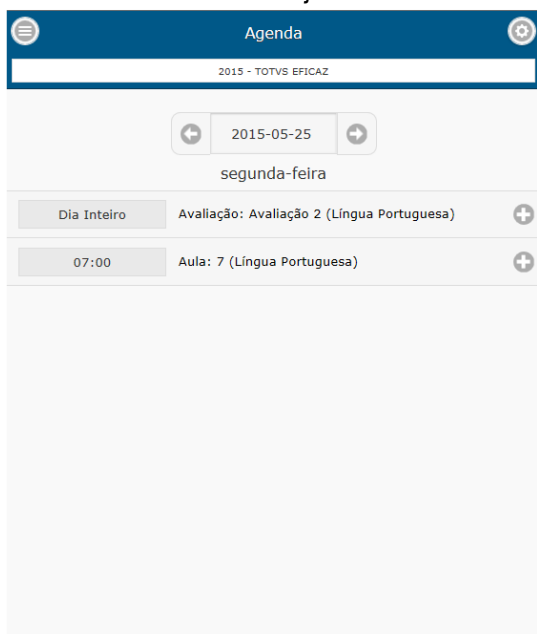 Agenda
2015 - TOTVS EFICAZ
2015-05-25
segunda-feira
Dia Inteiro Avaliação: Avaliação 2 (Língua Portuguesa)
07:00 Aula: 7 (Língua Portuguesa)